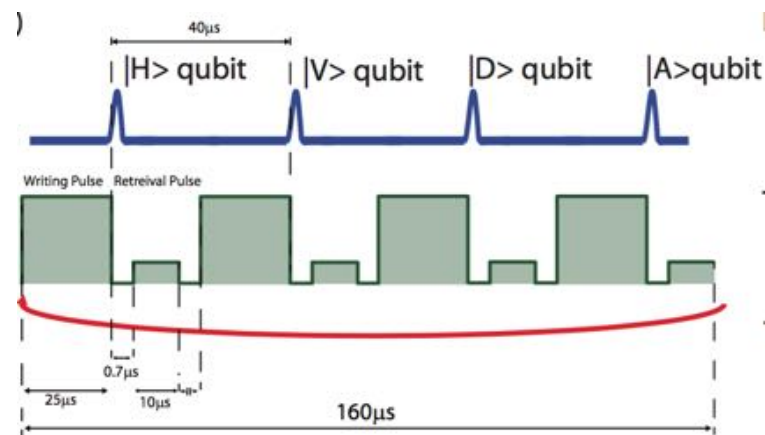 )
40μs
|H> qubit |V> qubit |D> qubit |A>qubit
Writing Pulse Retreival Pulse
0.7μs
25μs 10μs
160μs